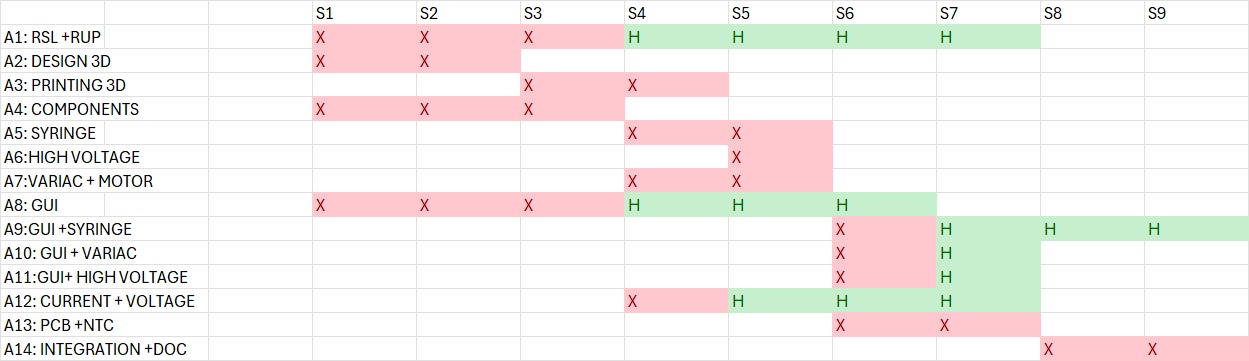 S1 S2 S3 S4 S5 S6 S7 S8 S9
A1: RSL +RUP X X X H H H H
A2: DESIGN 3D X X
A3: PRINTING 3D X X
A4: COMPONENTS X X X
A5: SYRINGE X X
A6:HIGH VOLTAGE X
A7:VARIAC + MOTOR X X
A8: GUI X X X H H H
A9:GUI +SYRINGE X H H H
A10: GUI + VARIAC X H
A11:GUI+ HIGH VOLTAGE X H
A12: CURRENT + VOLTAGE X H H H
A13: PCB +NTC X X
A14: INTEGRATION +DOC X X